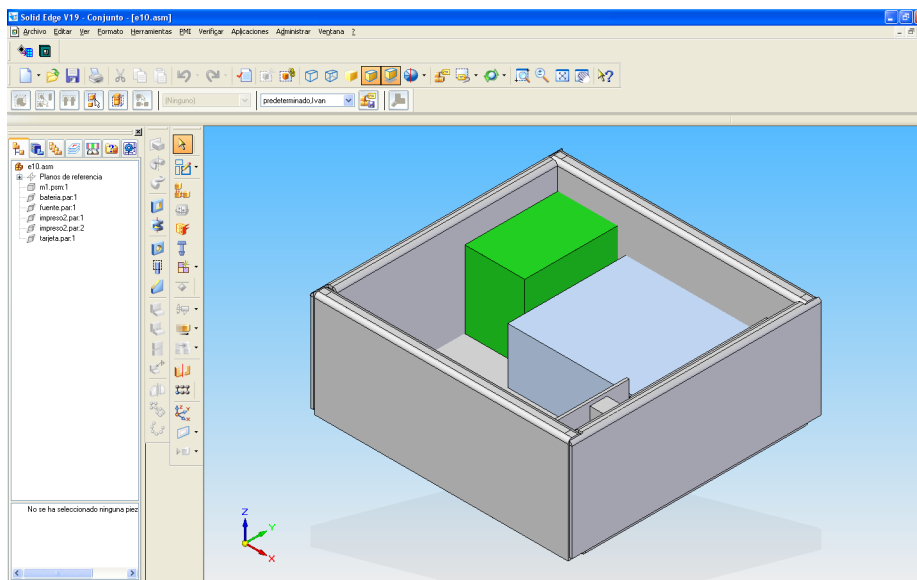 Solid Edge V19 - Conjunto - [e10.asm]
Archivo Editar Ver Formato Herramientas PMI Verificar Aplicaciones Administrar Ventana ?
(Ninguno) predeterminado,Ivan
e10.asm
Planos de referencia
m1.psm:1
bateria.par:1
fuente.par:1
impreso2.par:1
impreso2.par:2
tarjeta.par:1
No se ha seleccionado ninguna piez
Z
Y
X